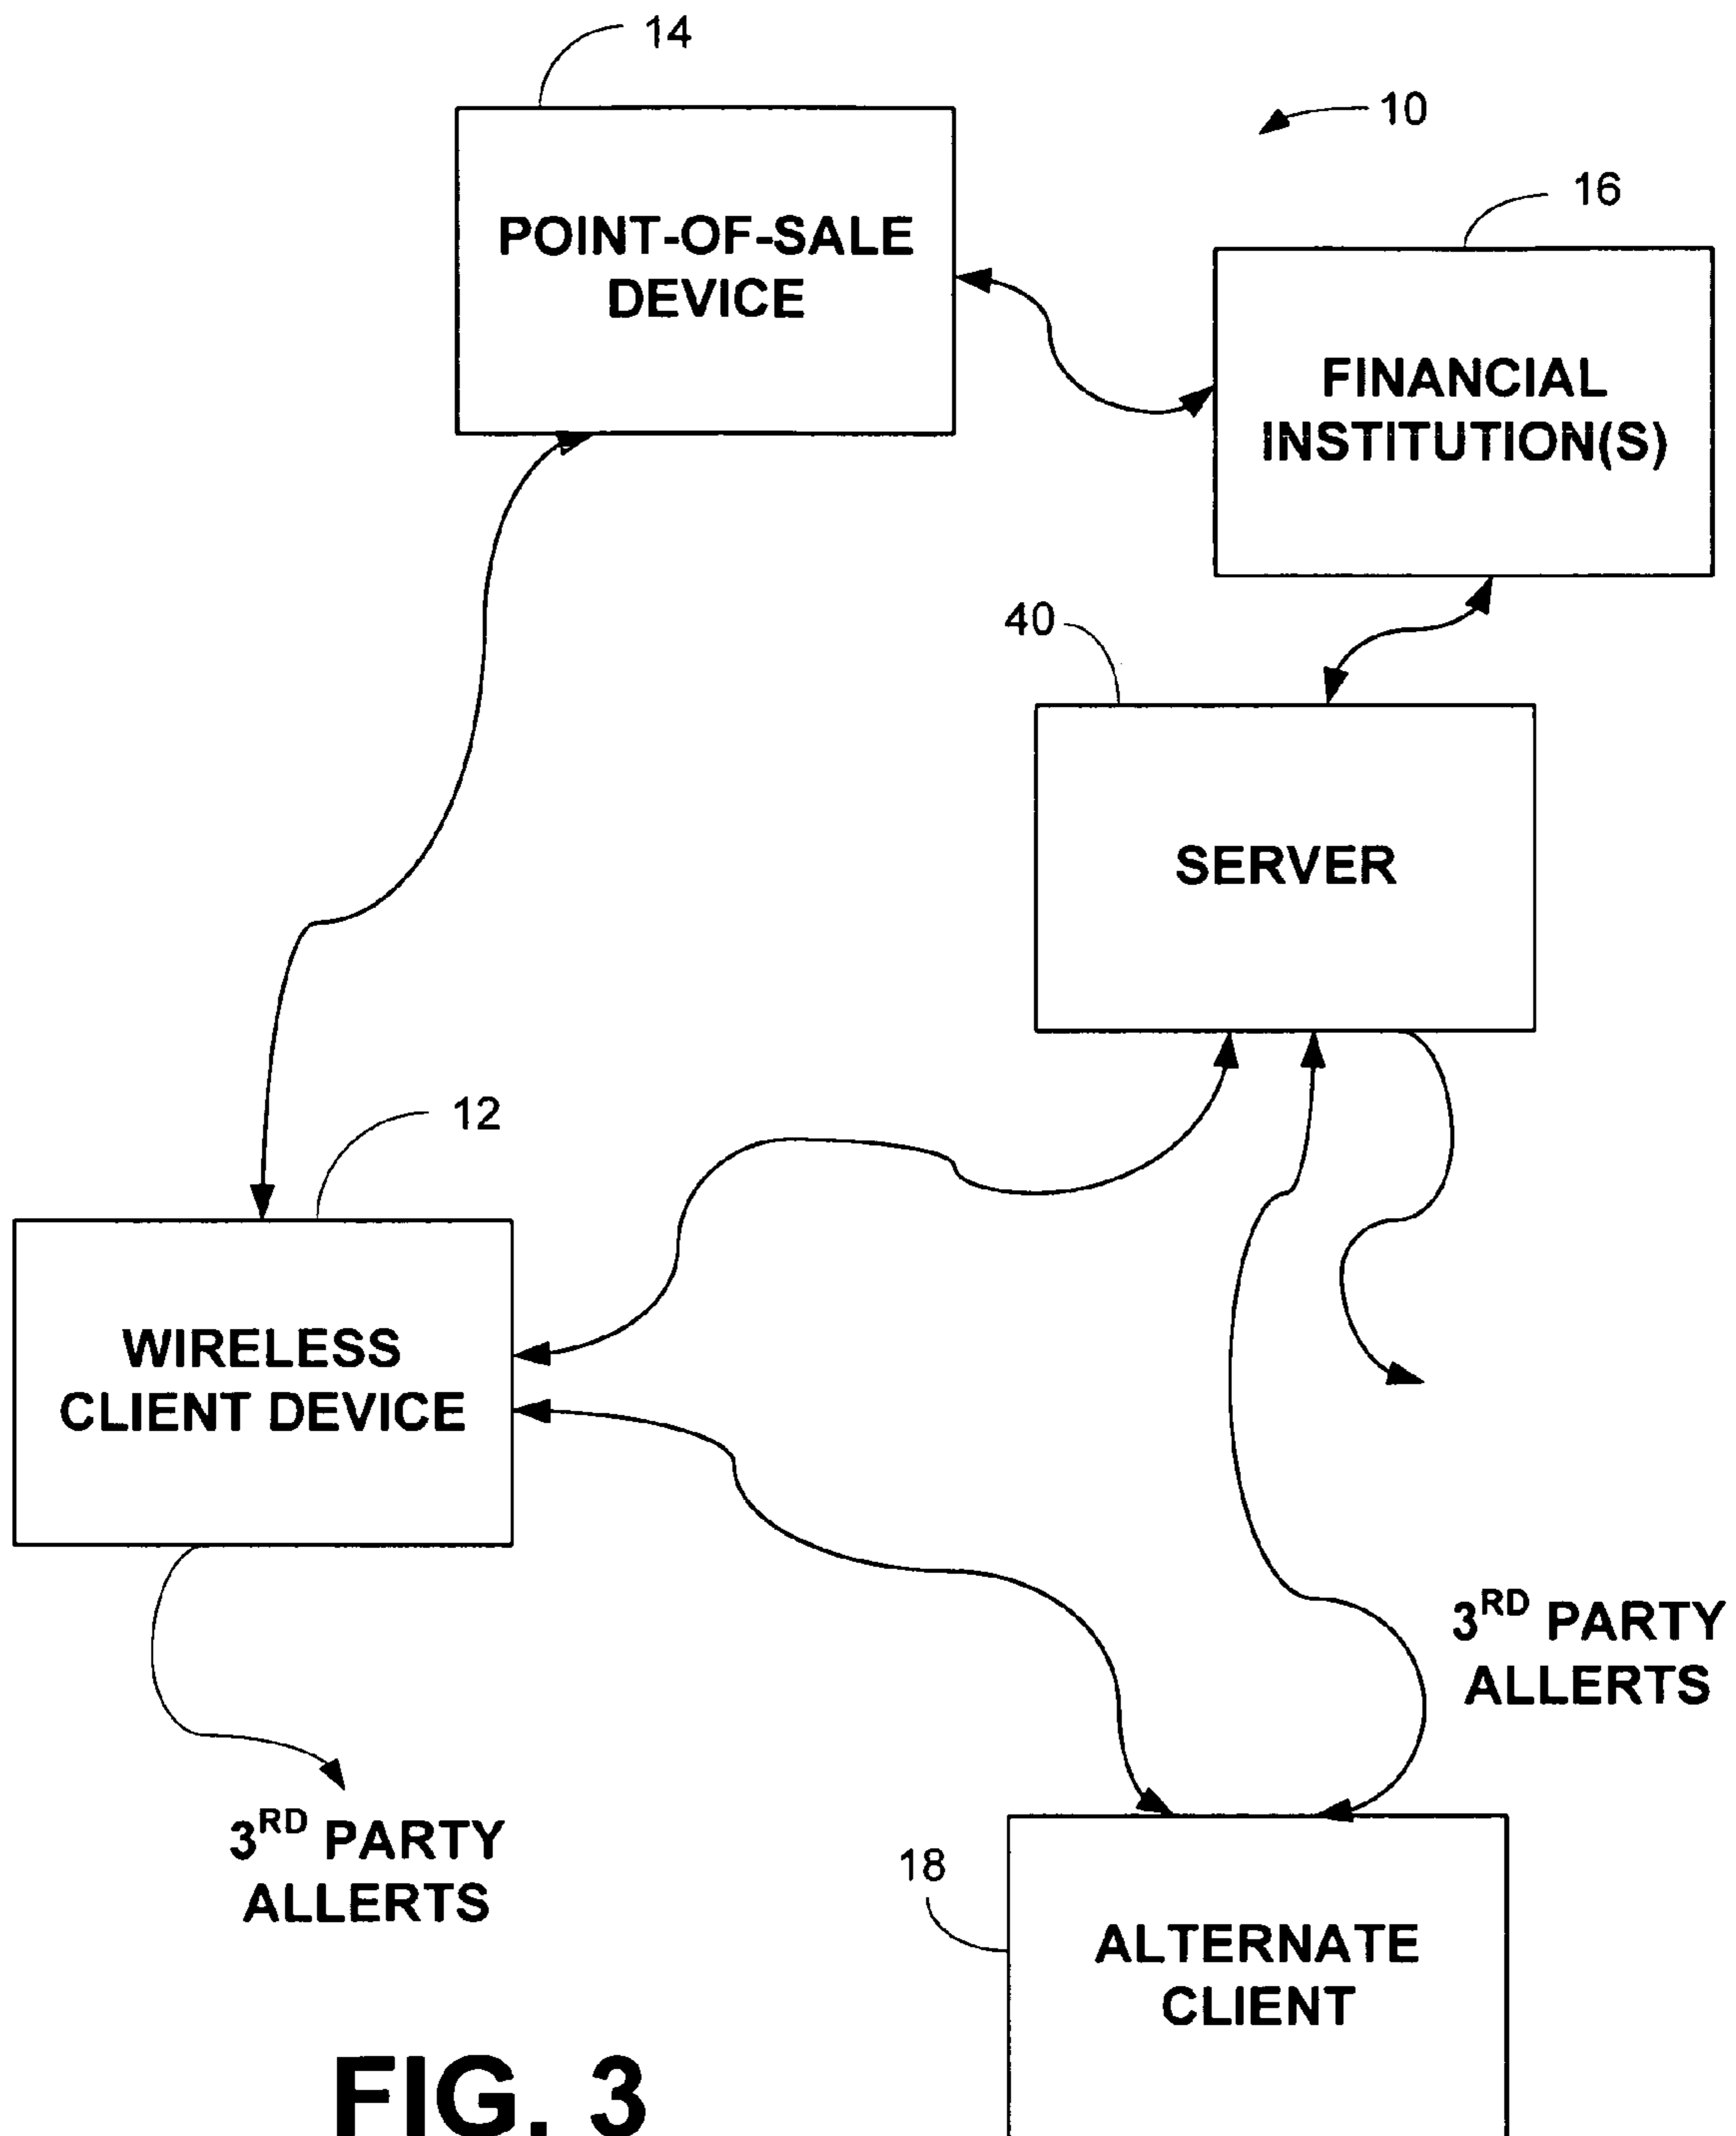 14
10
POINT-OF-SALE
DEVICE
16
FINANCIAL
INSTITUTION(S)
40
SERVER
12
WIRELESS
CLIENT DEVICE
3RD PARTY
ALLERTS
3RD PARTY
ALLERTS
18
ALTERNATE
CLIENT
FIG. 3